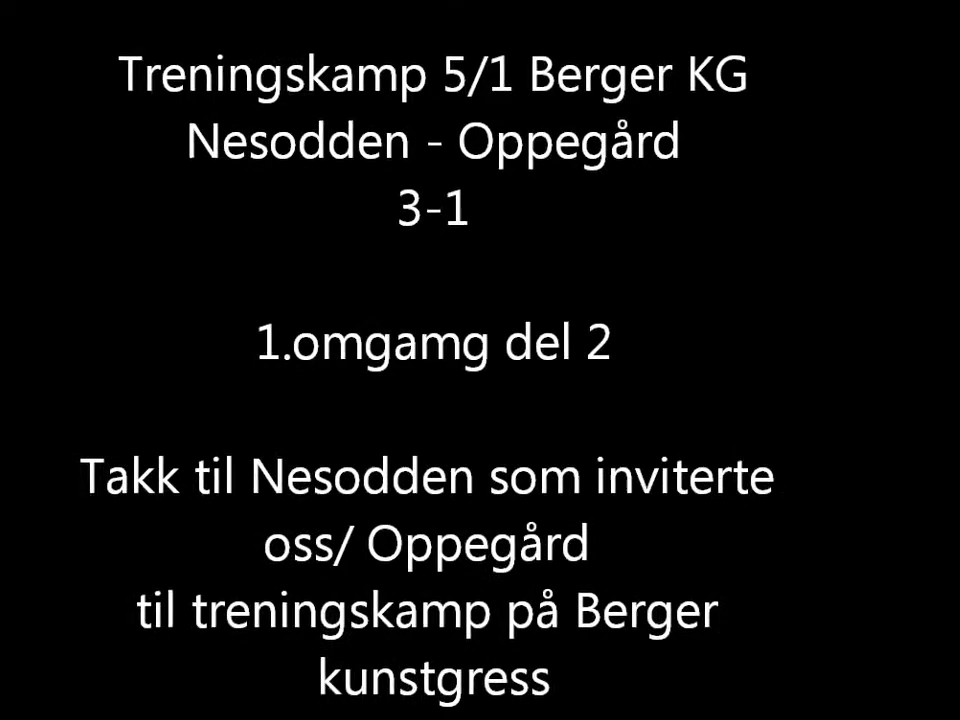 Treningskamp 5/1 Berger KG
Nesodden - Oppegård
3-1
1.omgamg del 2
Takk til Nesodden som inviterte
oss/ Oppegård
til treningskamp på Berger
kunstgress